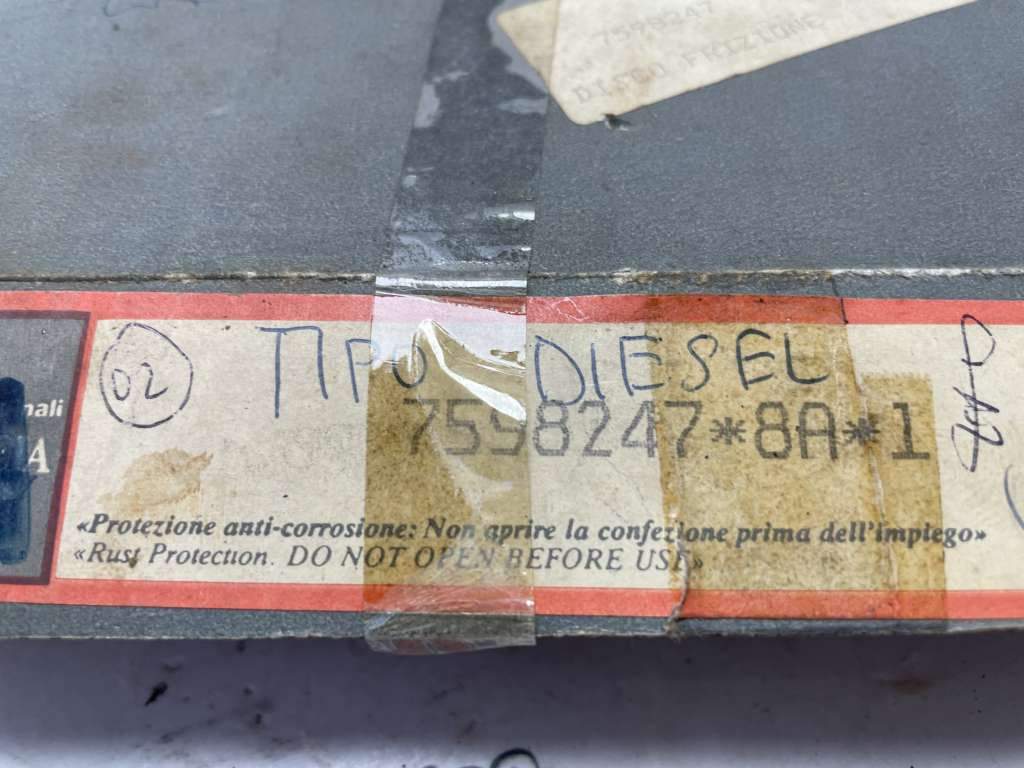 7598247
DISCO FRIZIONE
02
TIPO DIESEL
nali
A
7598247*8A*1
«Protezione anti-corrosione: Non aprire la confezione prima dell'impiego»
«Rust Protection. DO NOT OPEN BEFORE USE»